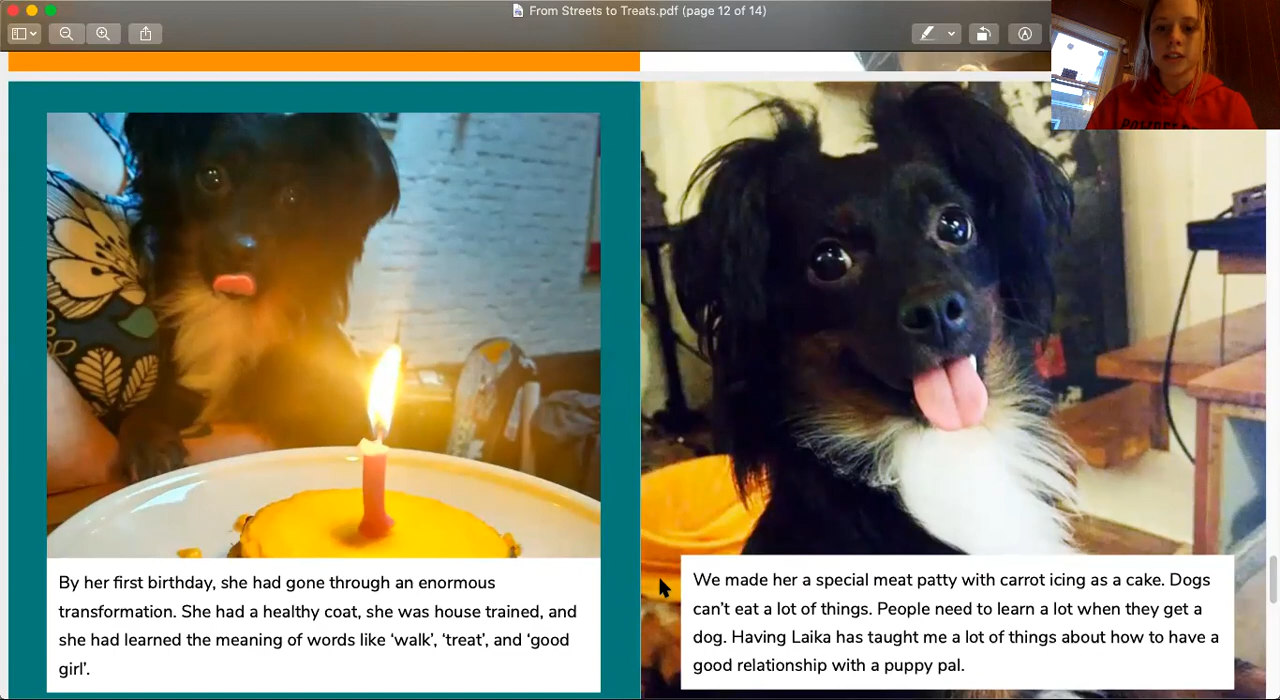 From Streets to Treats.pdf (page 12 of 14)
By her first birthday, she had gone through an enormous
transformation. She had a healthy coat, she was house trained, and
she had learned the meaning of words like ‘walk’, ‘treat’, and ‘good
girl’.
We made her a special meat patty with carrot icing as a cake. Dogs
can’t eat a lot of things. People need to learn a lot when they get a
dog. Having Laika has taught me a lot of things about how to have a
good relationship with a puppy pal.